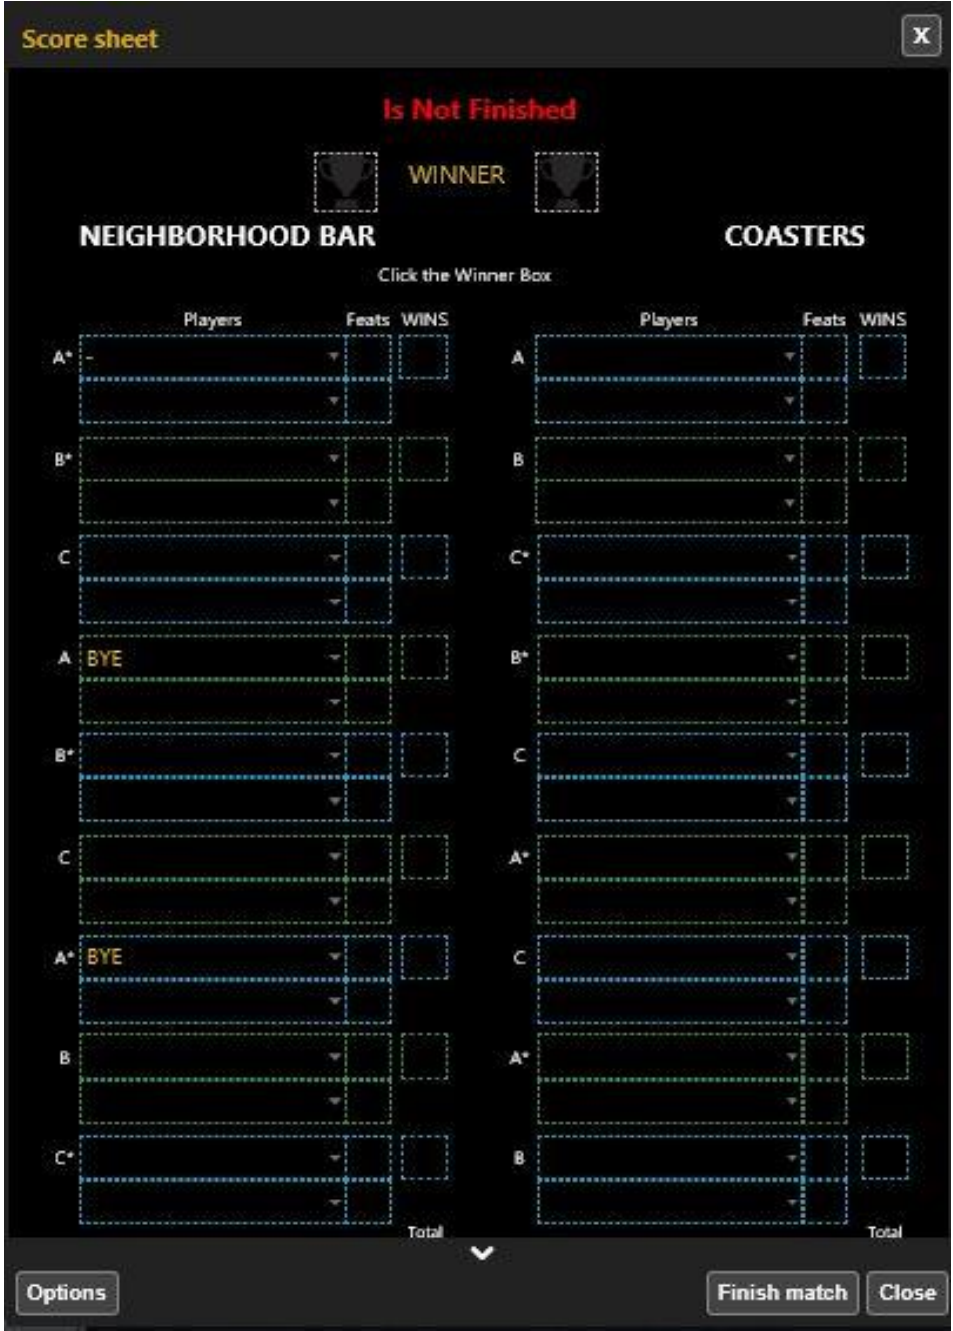 Score sheet X
Is Not Finished
WINNER
NEIGHBORHOOD BAR COASTERS
Click the Winner Box
Players Feats WINS Players Feats WINS
A* - A
B* B
C C*
A BYE B*
B* C
C A*
A* BYE C
B A*
C* B
Total Total
Options Finish match Close